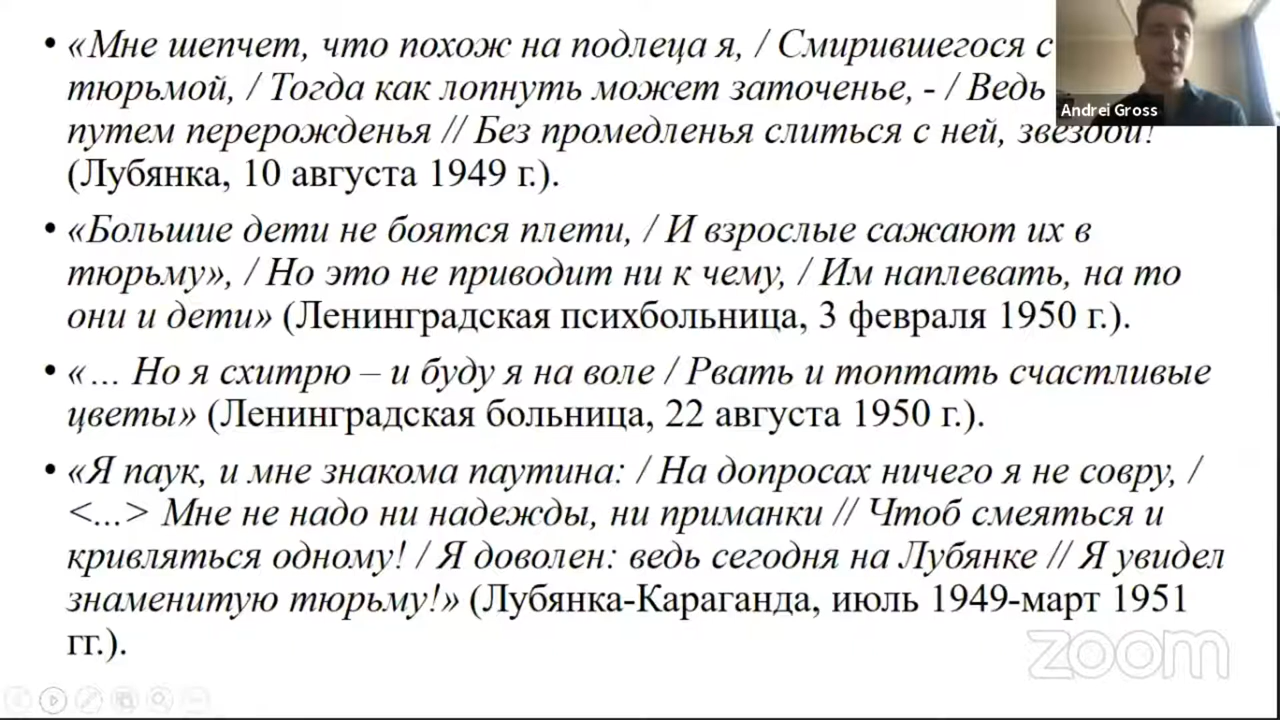 • «Мне шепчет, что похож на подлеца я, / Смирившегося с
тюрьмой, / Тогда как лопнуть может заточенье, - / Ведь
путем перерожденья // Без промедленья слиться с ней, звездой!
(Лубянка, 10 августа 1949 г.).
• «Большие дети не боятся плети, / И взрослые сажают их в
тюрьму», / Но это не приводит ни к чему, / Им наплевать, на то
они и дети» (Ленинградская психбольница, 3 февраля 1950 г.).
• «… Но я схитрю – и буду я на воле / Рвать и топтать счастливые
цветы» (Ленинградская больница, 22 августа 1950 г.).
• «Я паук, и мне знакома паутина: / На допросах ничего я не совру, /
<...> Мне не надо ни надежды, ни приманки // Чтоб смеяться и
кривляться одному! / Я доволен: ведь сегодня на Лубянке // Я увидел
знаменитую тюрьму!» (Лубянка-Караганда, июль 1949-март 1951
гг.).
Andrei Gross
zoom